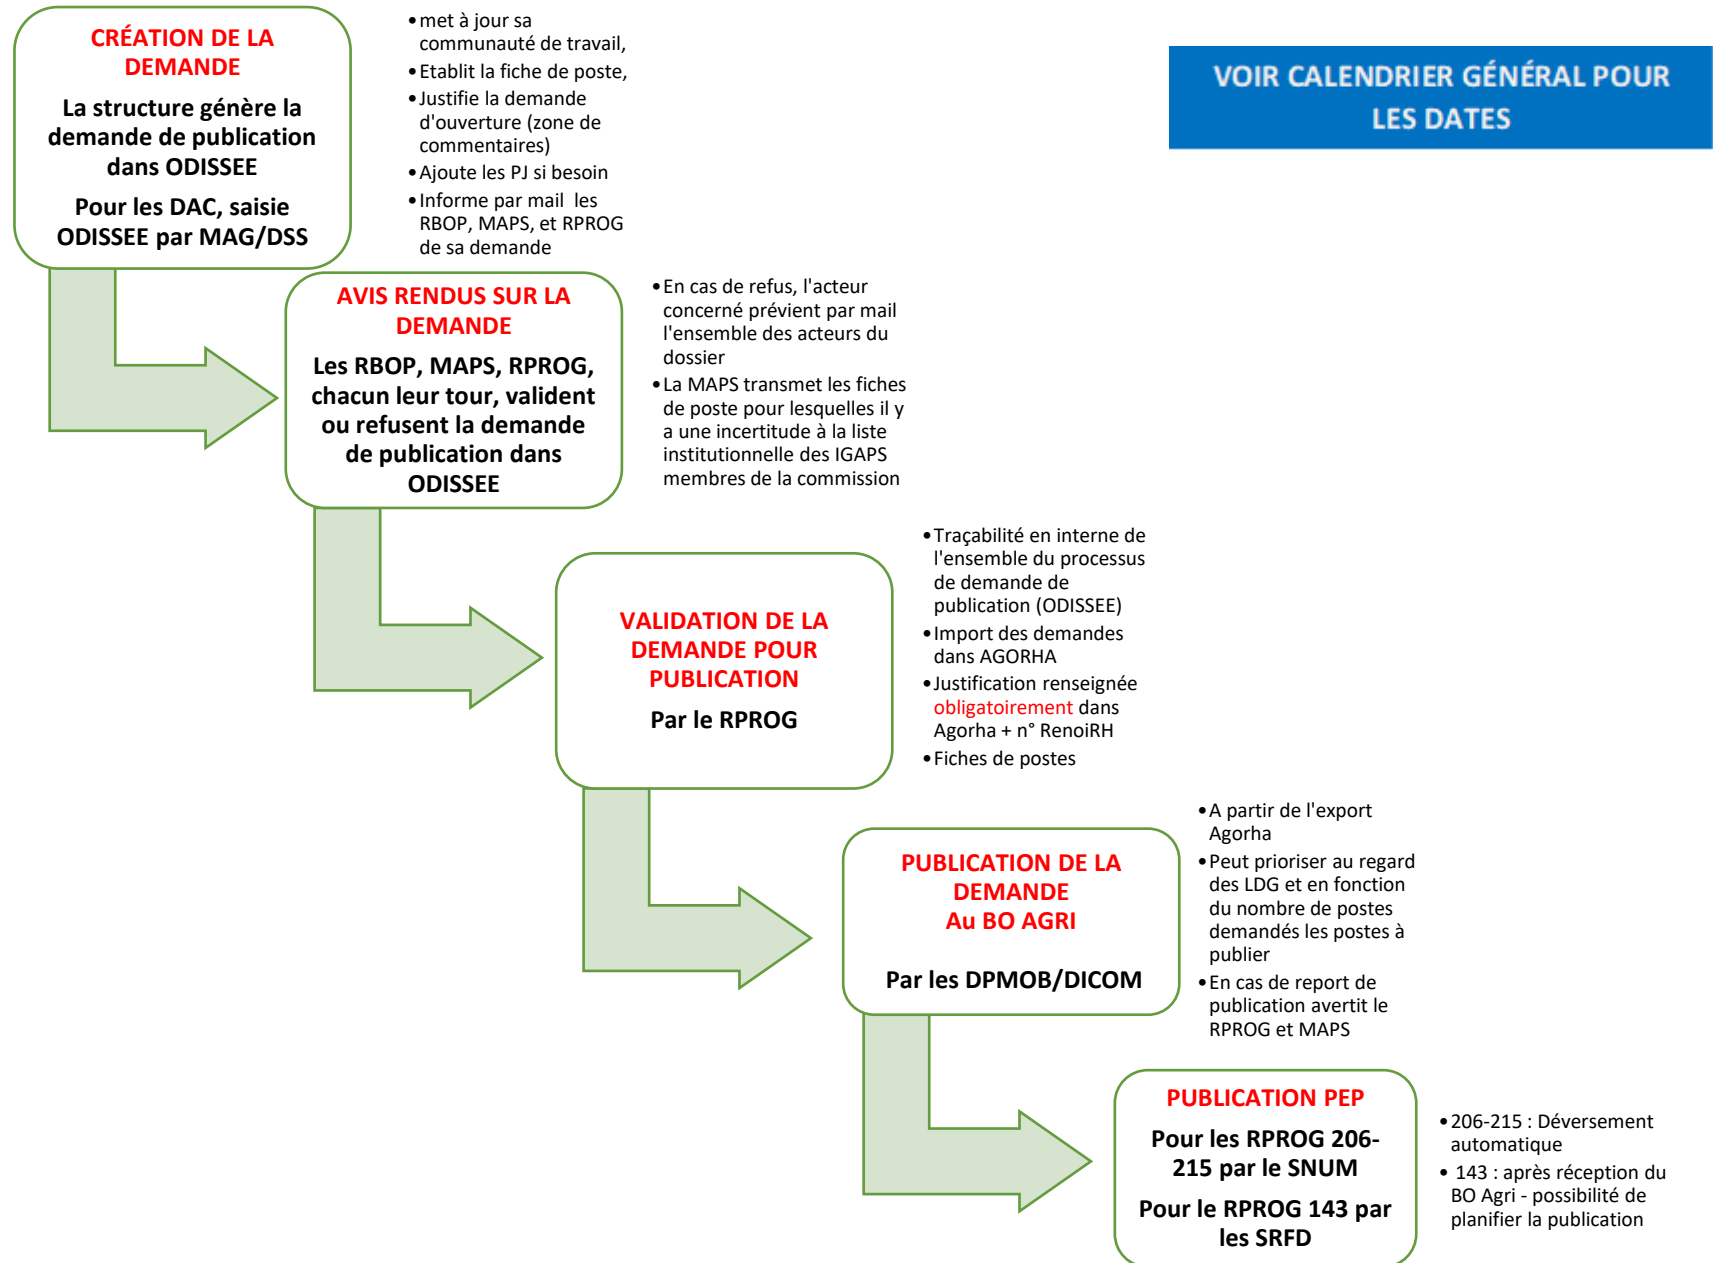 CRÉATION DE LA
DEMANDE
La structure génère la
demande de publication
dans ODISSEE
Pour les DAC, saisie
ODISSEE par MAG/DSS
•met à jour sa
communauté de travail,
•Etablit la fiche de poste,
•Justifie la demande
d'ouverture (zone de
commentaires)
•Ajoute les PJ si besoin
•Informe par mail les
RBOP, MAPS, et RPROG
de sa demande
VOIR CALENDRIER GÉNÉRAL POUR
LES DATES
AVIS RENDUS SUR LA
DEMANDE
Les RBOP, MAPS, RPROG,
chacun leur tour, valident
ou refusent la demande
de publication dans
ODISSEE
•En cas de refus, l'acteur
concerné prévient par mail
l'ensemble des acteurs du
dossier
•La MAPS transmet les fiches
de poste pour lesquelles il y
a une incertitude à la liste
institutionnelle des IGAPS
membres de la commission
VALIDATION DE LA
DEMANDE POUR
PUBLICATION
Par le RPROG
•Traçabilité en interne de
l'ensemble du processus
de demande de
publication (ODISSEE)
•Import des demandes
dans AGORHA
•Justification renseignée
obligatoirement dans
Agorha + n° RenoiRH
•Fiches de postes
PUBLICATION DE LA
DEMANDE
Au BO AGRI
Par les DPMOB/DICOM
•A partir de l'export
Agorha
•Peut prioriser au regard
des LDG et en fonction
du nombre de postes
demandés les postes à
publier
•En cas de report de
publication avertit le
RPROG et MAPS
PUBLICATION PEP
Pour les RPROG 206-
215 par le SNUM
Pour le RPROG 143 par
les SRFD
•206-215 : Déversement
automatique
• 143 : après réception du
BO Agri - possibilité de
planifier la publication